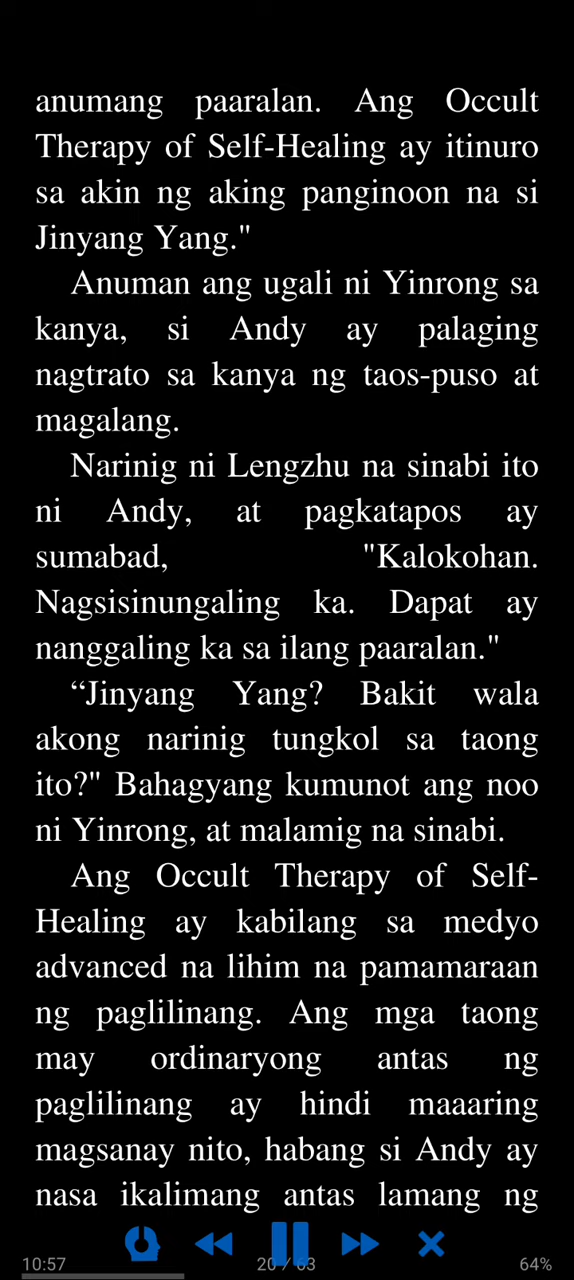 anumang paaralan. Ang Occult
Therapy of Self-Healing ay itinuro
sa akin ng aking panginoon na si
Jinyang Yang."
Anuman ang ugali ni Yinrong sa
kanya, si Andy ay palaging
nagtrato sa kanya ng taos-puso at
magalang.
Narinig ni Lengzhu na sinabi ito
ni Andy, at pagkatapos ay
sumabad, "Kalokohan.
Nagsisinungaling ka. Dapat ay
nanggaling ka sa ilang paaralan."
“Jinyang Yang? Bakit wala
akong narinig tungkol sa taong
ito?" Bahagyang kumunot ang noo
ni Yinrong, at malamig na sinabi.
Ang Occult Therapy of Self-
Healing ay kabilang sa medyo
advanced na lihim na pamamaraan
ng paglilinang. Ang mga taong
may ordinaryong antas ng
paglilinang ay hindi maaaring
magsanay nito, habang si Andy ay
nasa ikalimang antas lamang ng
10:57 20 / 63 64%